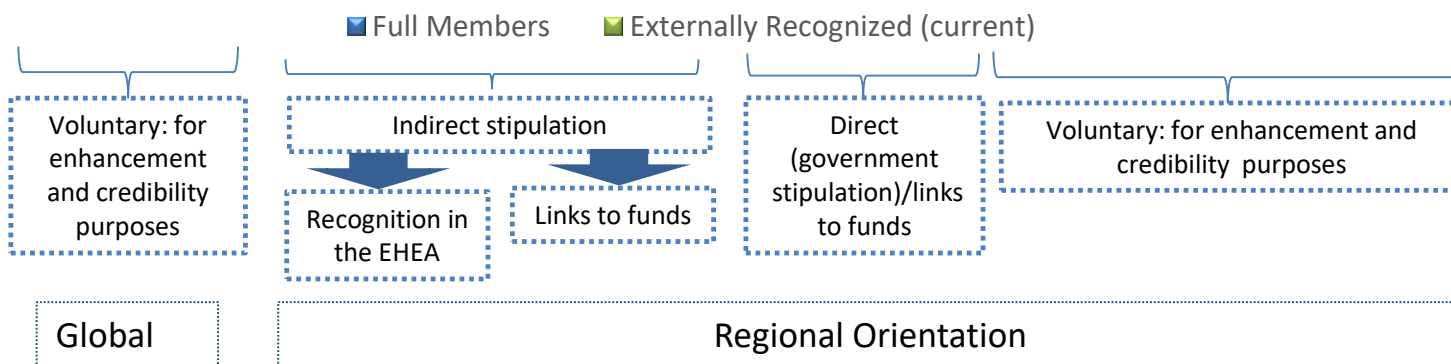 Full Members Externally Recognized (current)
Voluntary: for
enhancement
and credibility
purposes
Indirect stipulation
Recognition in
the EHEA
Links to funds
Direct
(government
stipulation)/links
to funds
Voluntary: for enhancement and
credibility purposes
Global
Regional Orientation